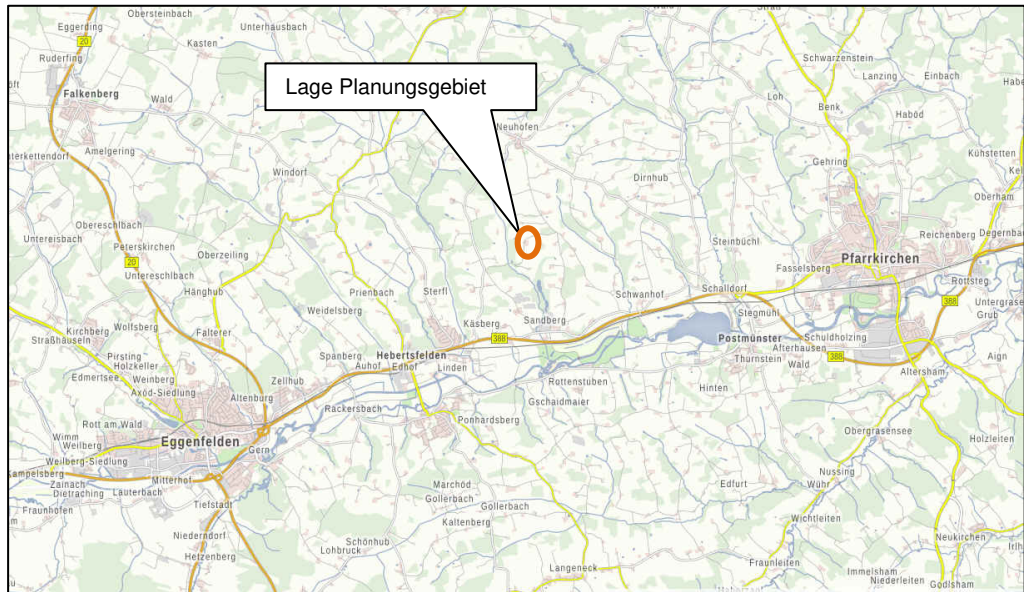 Lage Planungsgebiet
Obersteinbach
Unterhausbach
Eggerding
20
Ruderfing
Kasten
Falkenberg
Wald
Amelgering
Windorf
Neuhofen
Schwarzenstein
Lanzing
Einbach
Loh
Benk
Haböd
Gehring
Kühstetten
Dirnhub
Oberham
Obereschlbach
Untereisbach
Peterskirchen
Oberzeiling
20
Untereschlbach
Hänghub
Prienbach
Sterfl
Steinbüchl
Reichenberg
Pfarrkirchen
Fasselsberg
Rottsteg
Schwanhof
Schalldorf
Stegmühl
388
Weidelsberg
Kirchberg
Wolfsberg
Straßhäuseln
Falterer
Käsberg
Sandberg
388
Postmünster
Schuldholzing
Grub
Pirsting
Holzkeller
Spanberg
Hebertsfelden
Auhof
Edhof
Linden
Afterhausen
388
Thurnstein
Wald
Aign
Edmertsee
Weinberg
Zellhub
Axöd-Siedlung
Altenburg
Rottenstuben
Hinten
Altersham
Rackersbach
Gschaidmaier
Rott am Wald
Ponhardsberg
Eggenfelden
Wimm
Weilberg
Gern
Obergrasensee
Holzleiten
Weilberg-Siedlung
Mitterhof
Zainach
Dietraching
Lauterbach
Nussing
Marchöd
Gollerbach
Edfurt
Wühr
Fraunhofen
Tiefstadt
Gollerbach
Kaltenberg
Wichtleiten
Niederndorf
Schönhub
Lohbruck
Neukirchen
Hetzenberg
Langeneck
Fraunleiten
Immelsham
Niederleiten
Godlsham